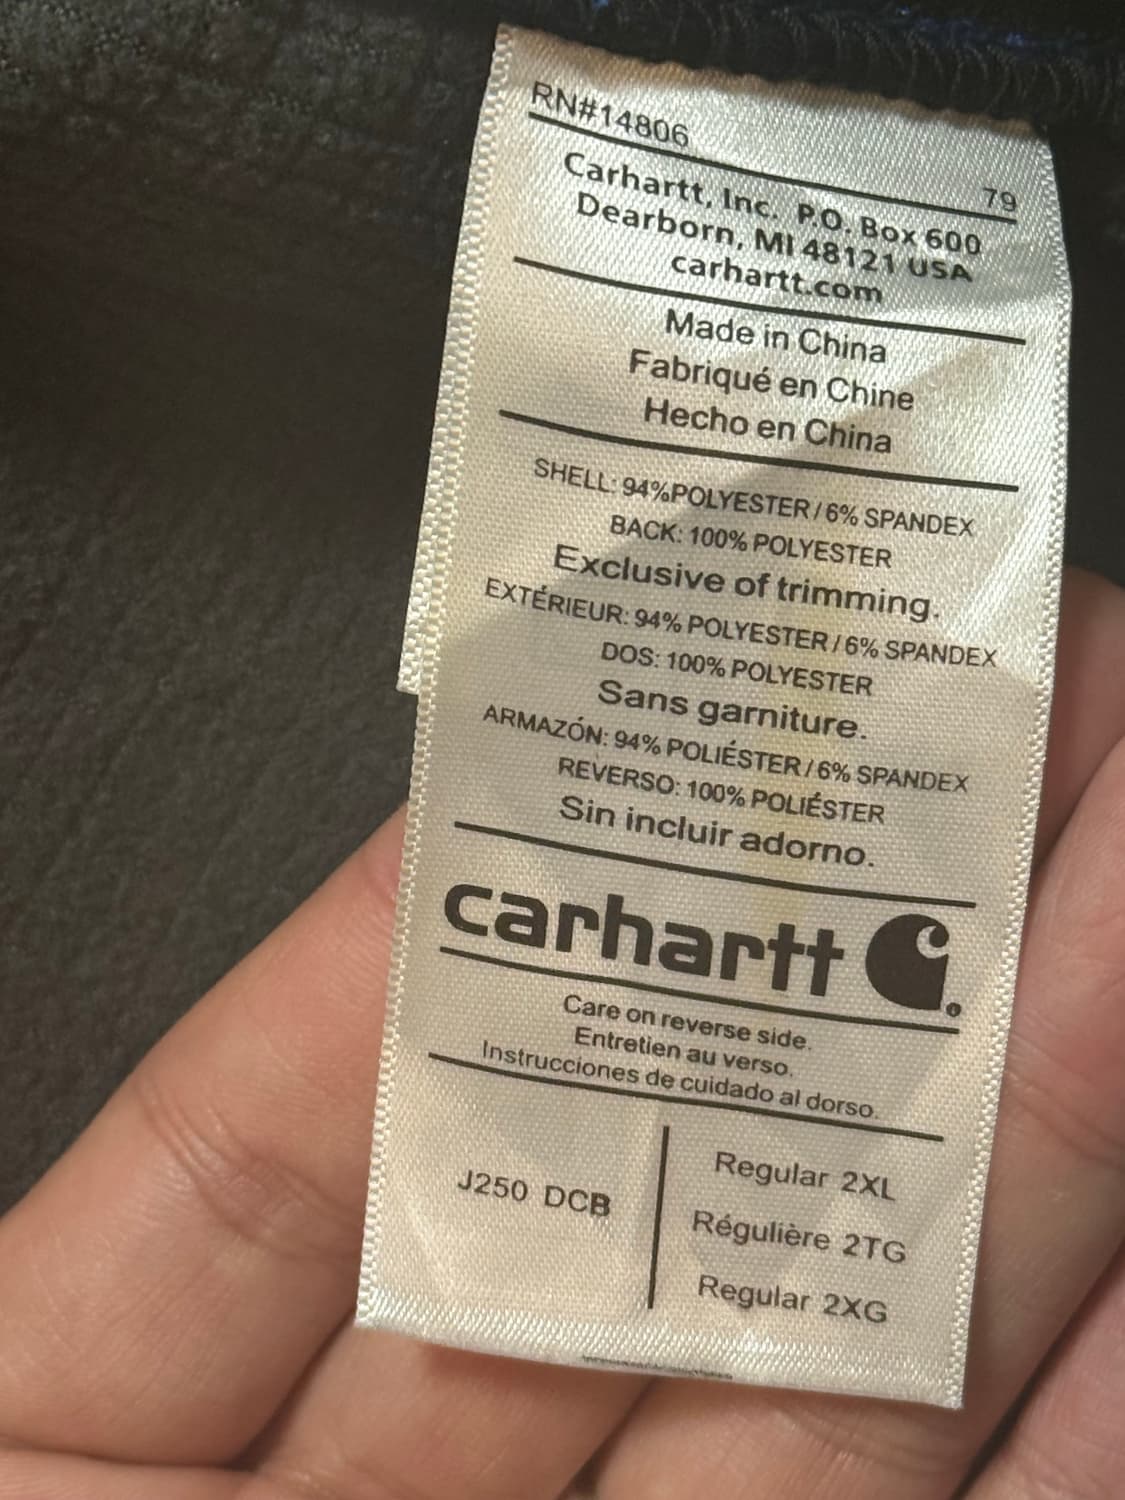 RN#14806
79
Carhartt, Inc. P.O. Box 600
Dearborn, MI 48121 USA
carhartt.com
Made in China
Fabriqué en Chine
Hecho en China
SHELL: 94%POLYESTER/6% SPANDEX
BACK: 100% POLYESTER
Exclusive of trimming.
EXTÉRIEUR: 94% POLYESTER/6% SPANDEX
DOS: 100% POLYESTER
Sans garniture.
ARMAZÓN: 94% POLIÉSTER/6% SPANDEX
REVERSO: 100% POLIÉSTER
Sin incluir adorno.
carhartt
Care on reverse side.
Entretien au verso.
Instrucciones de cuidado al dorso.
J250 DCB
Regular 2XL
Régulière 2TG
Regular 2XG